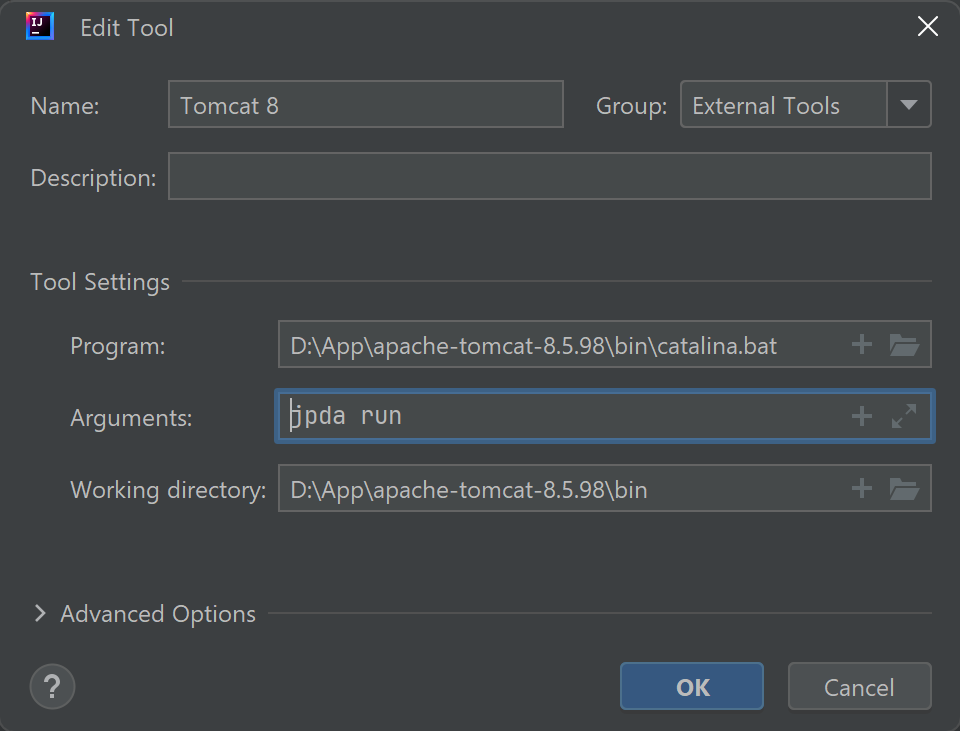 IJ
Edit Tool
Name: Tomcat 8 Group: External Tools
Description:
Tool Settings
Program: D:\App\apache-tomcat-8.5.98\bin\catalina.bat
Arguments: jpda run
Working directory: D:\App\apache-tomcat-8.5.98\bin
Advanced Options
? OK Cancel